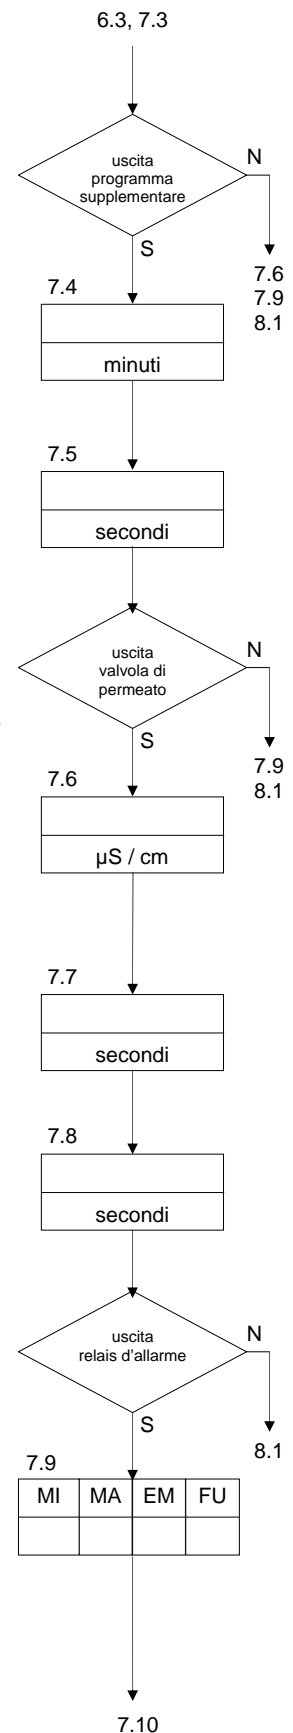 6.3, 7.3
uscita
programma
supplementare
N
S
7.6
7.9
8.1
7.4
minuti
7.5
secondi
uscita
valvola di
permeato
N
S
7.9
8.1
7.6
µS / cm
7.7
secondi
7.8
secondi
uscita
relais d'allarme
N
S
8.1
7.9
MI MA EM FU
7.10